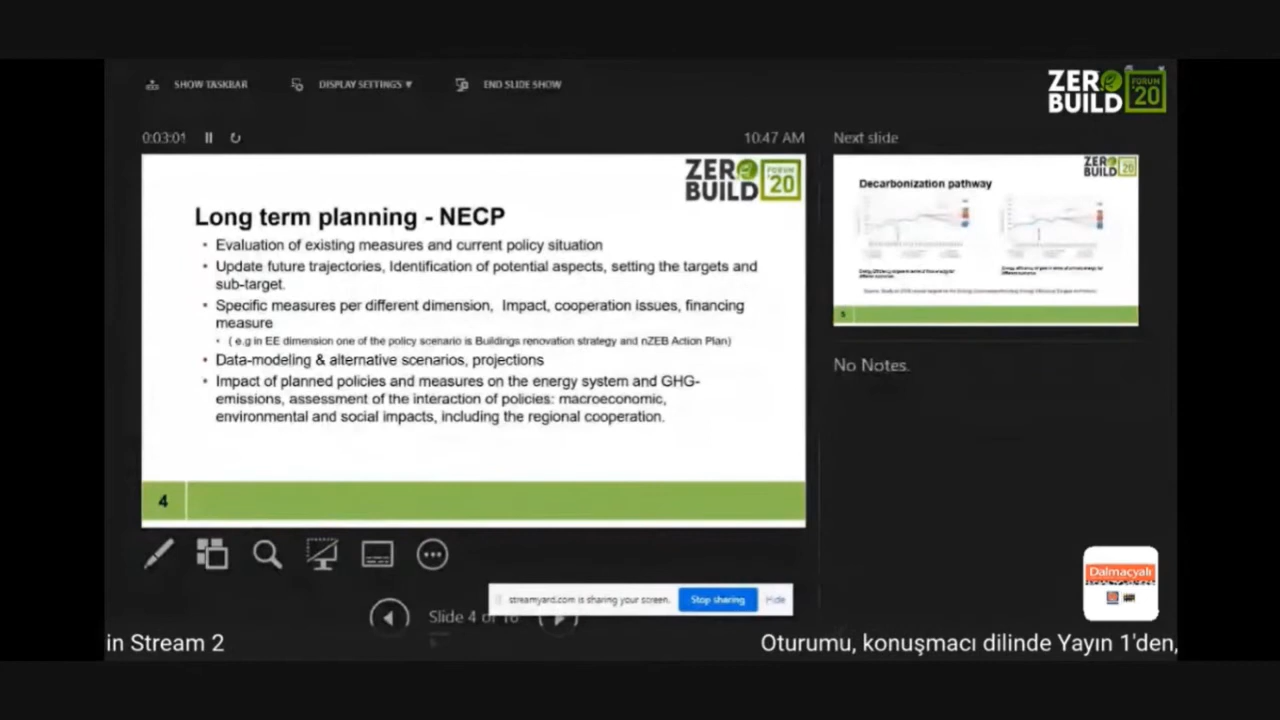 SHOW TASKBAR
DISPLAY SETTINGS ▼
END SLIDE SHOW
ZERO BUILD FORUM '20
0:03:01
10:47 AM
Next slide
ZERO BUILD FORUM '20
Long term planning - NECP
• Evaluation of existing measures and current policy situation
• Update future trajectories, Identification of potential aspects, setting the targets and
sub-target.
• Specific measures per different dimension, Impact, cooperation issues, financing
measure
• ( e.g in EE dimension one of the policy scenario is Buildings renovation strategy and nZEB Action Plan)
• Data-modeling & alternative scenarios, projections
• Impact of planned policies and measures on the energy system and GHG-
emissions, assessment of the interaction of policies: macroeconomic,
environmental and social impacts, including the regional cooperation.
4
ZERO BUILD 20
Decarbonization pathway
5
No Notes.
streamyard.com is sharing your screen.
Stop sharing
Hide
Slide 4 of 16
Dalmaçyalı
in Stream 2
Oturumu, konuşmacı dilinde Yayın 1'den,